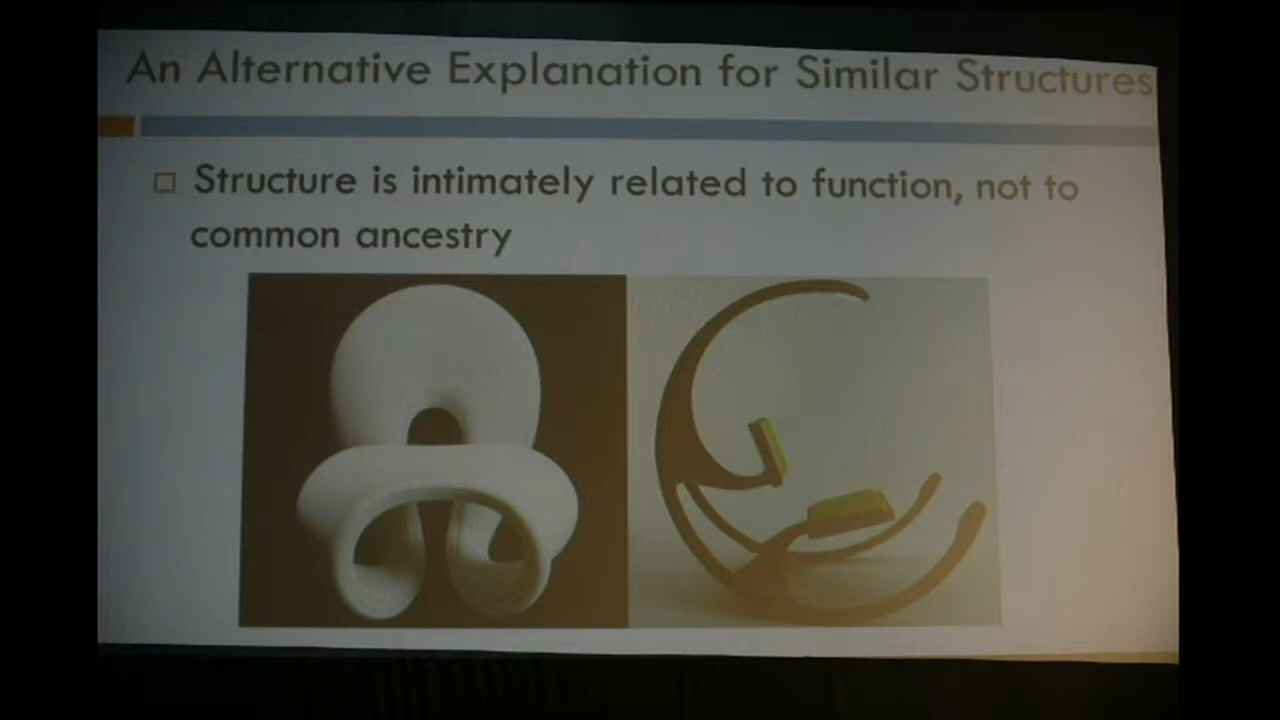 An Alternative Explanation for Similar Structures
Structure is intimately related to function, not to
common ancestry